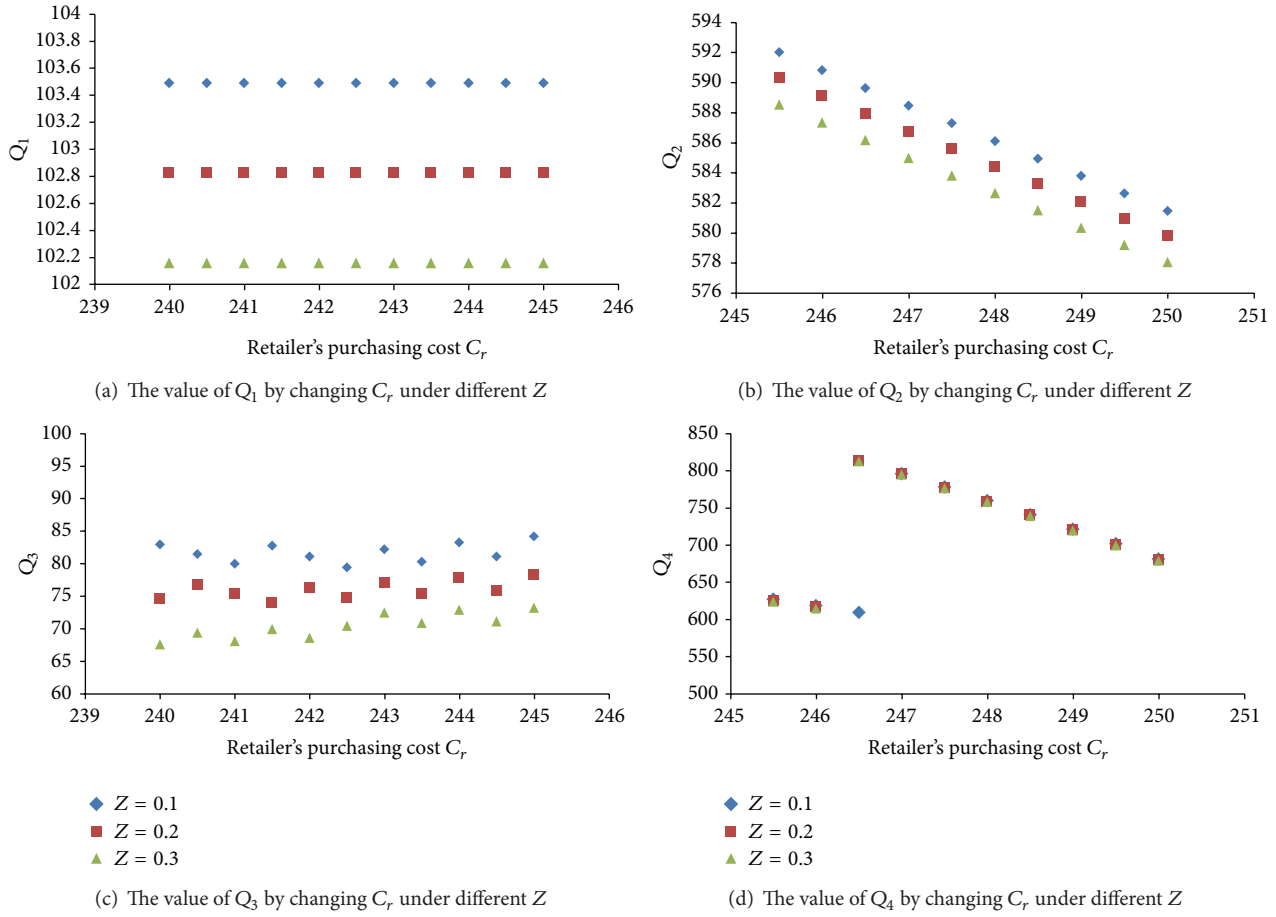 104
103.8
103.6
103.4
103.2
103
102.8
102.6
102.4
102.2
102
Q₁
239 240 241 242 243 244 245 246
Retailer's purchasing cost Cᵣ
(a) The value of Q₁ by changing Cᵣ under different Z
594
592
590
588
586
584
582
580
578
576
Q₂
245 246 247 248 249 250 251
Retailer's purchasing cost Cᵣ
(b) The value of Q₂ by changing Cᵣ under different Z
100
95
90
85
80
75
70
65
60
Q₃
239 240 241 242 243 244 245 246
Retailer's purchasing cost Cᵣ
Z = 0.1
Z = 0.2
Z = 0.3
(c) The value of Q₃ by changing Cᵣ under different Z
850
800
750
700
650
600
550
500
Q₄
245 246 247 248 249 250 251
Retailer's purchasing cost Cᵣ
Z = 0.1
Z = 0.2
Z = 0.3
(d) The value of Q₄ by changing Cᵣ under different Z